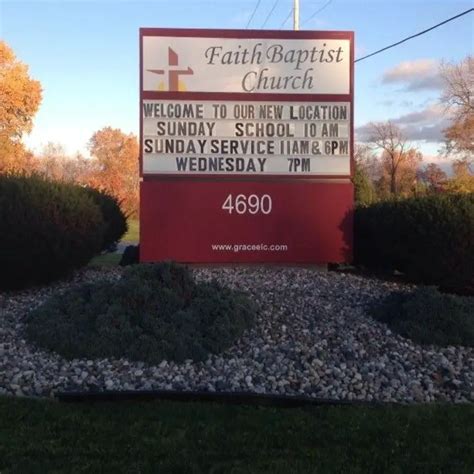 Faith Baptist
Church
WELCOME TO OUR NEW LOCATION
SUNDAY SCHOOL 10 AM
SUNDAY SERVICE 11AM & 6PM
WEDNESDAY 7PM
4690
www.graceelc.com